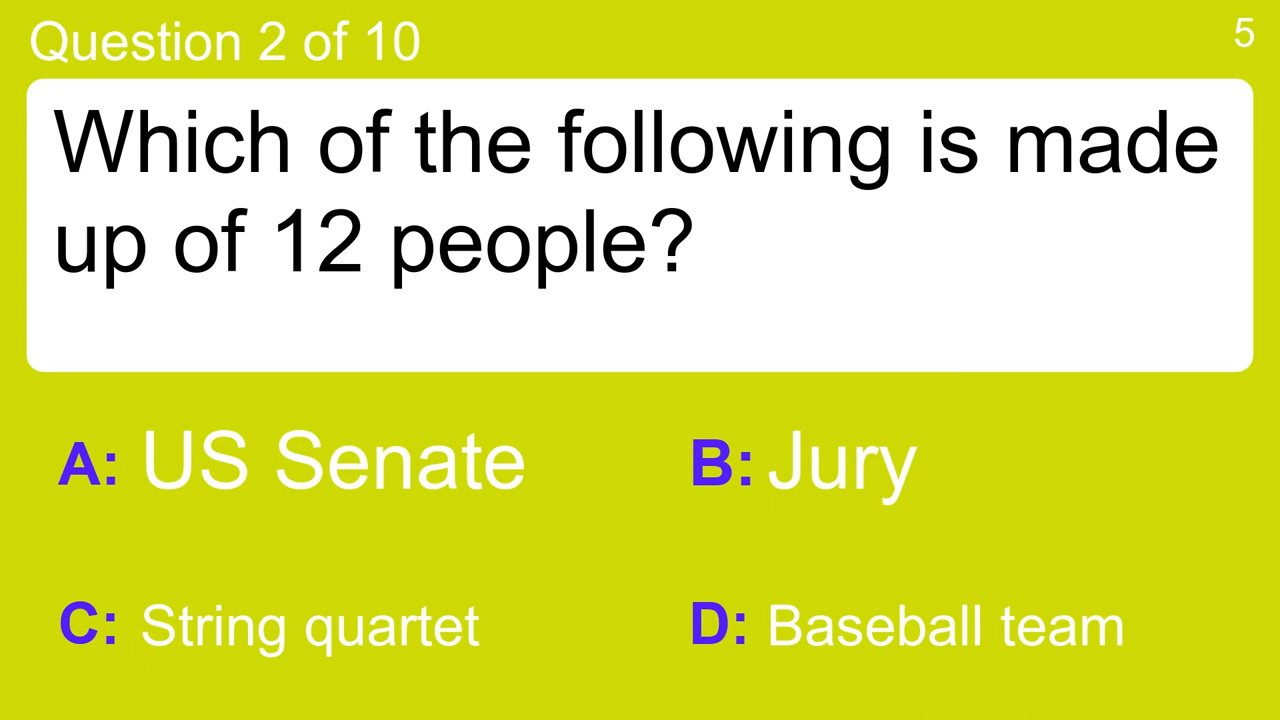 Question 2 of 10
5
Which of the following is made
up of 12 people?
A: US Senate
B: Jury
C: String quartet
D: Baseball team